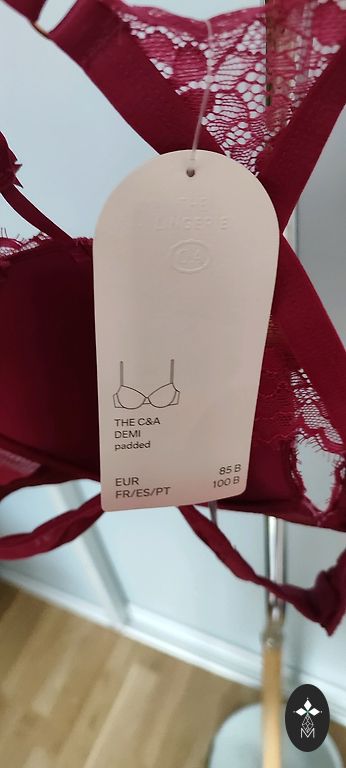 THE
LINGERIE
C&A
THE C&A
DEMI
padded
EUR 85 B
FR/ES/PT 100 B
M